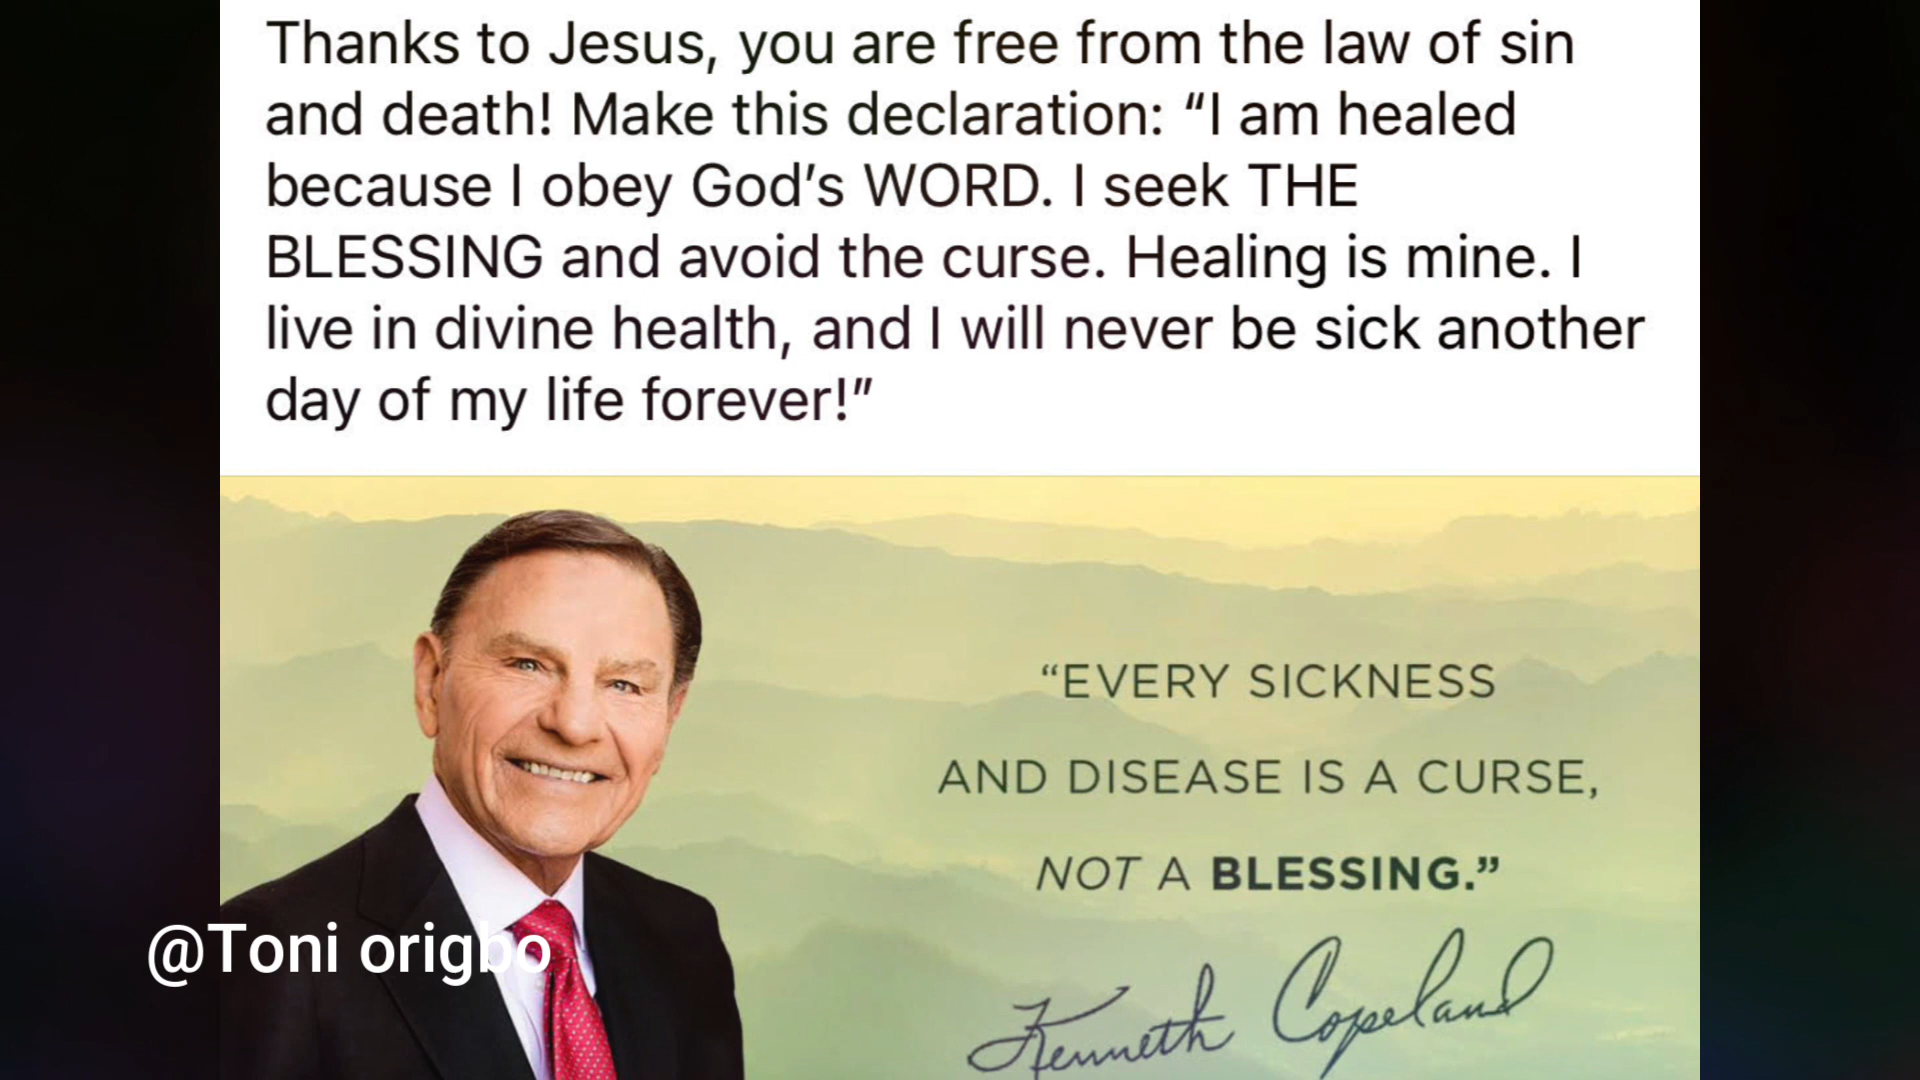 Thanks to Jesus, you are free from the law of sin
and death! Make this declaration: “I am healed
because I obey God’s WORD. I seek THE
BLESSING and avoid the curse. Healing is mine. I
live in divine health, and I will never be sick another
day of my life forever!”
“EVERY SICKNESS
AND DISEASE IS A CURSE,
NOT A BLESSING.”
Kenneth Copeland
@Toni origbo